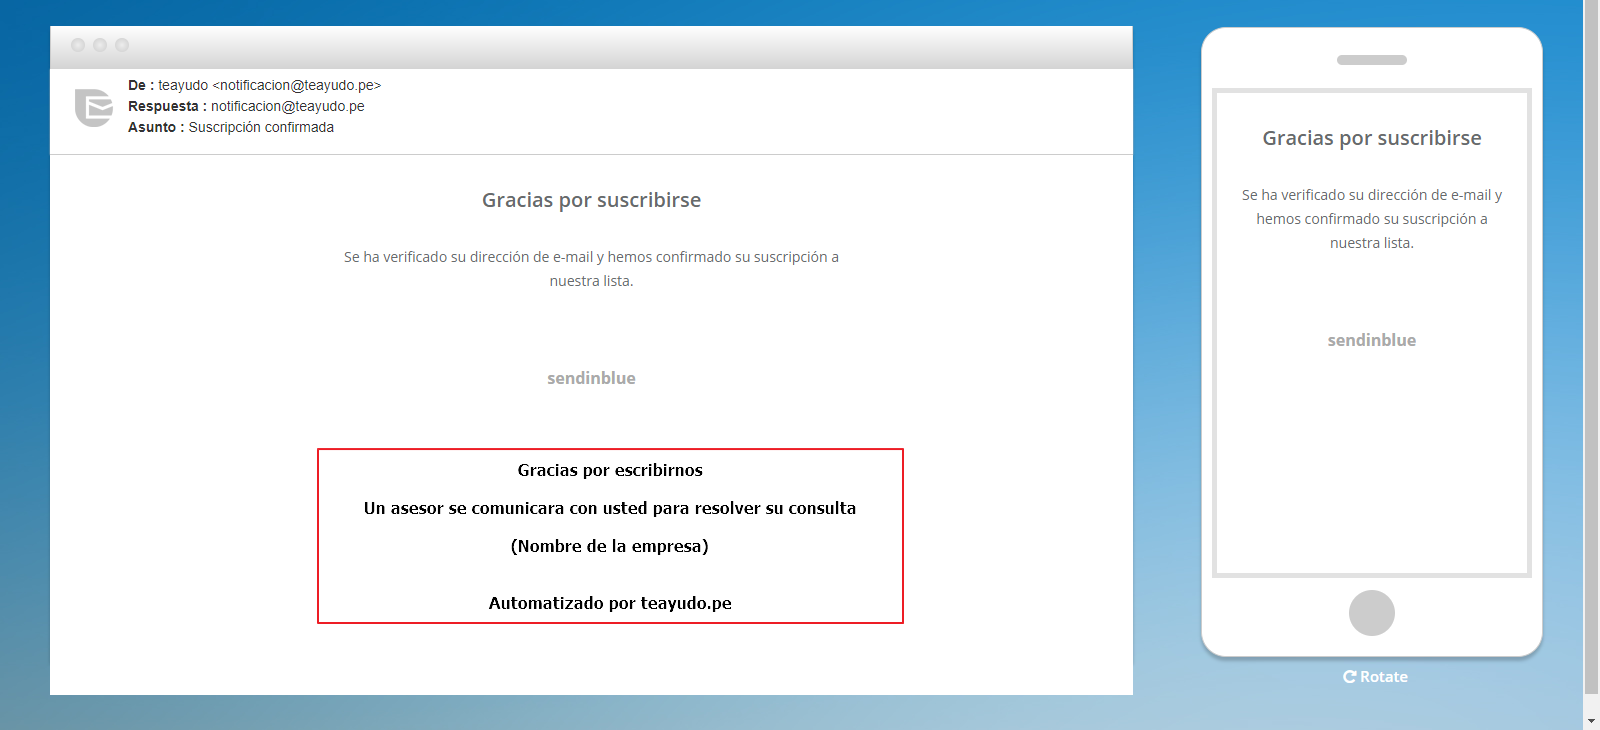 De : teayudo <notificacion@teayudo.pe>
Respuesta : notificacion@teayudo.pe
Asunto : Suscripción confirmada
Gracias por suscribirse
Se ha verificado su dirección de e-mail y hemos confirmado su suscripción a
nuestra lista.
sendinblue
Gracias por escribirnos
Un asesor se comunicara con usted para resolver su consulta
(Nombre de la empresa)
Automatizado por teayudo.pe
Gracias por suscribirse
Se ha verificado su dirección de e-mail y
hemos confirmado su suscripción a
nuestra lista.
sendinblue
Rotate